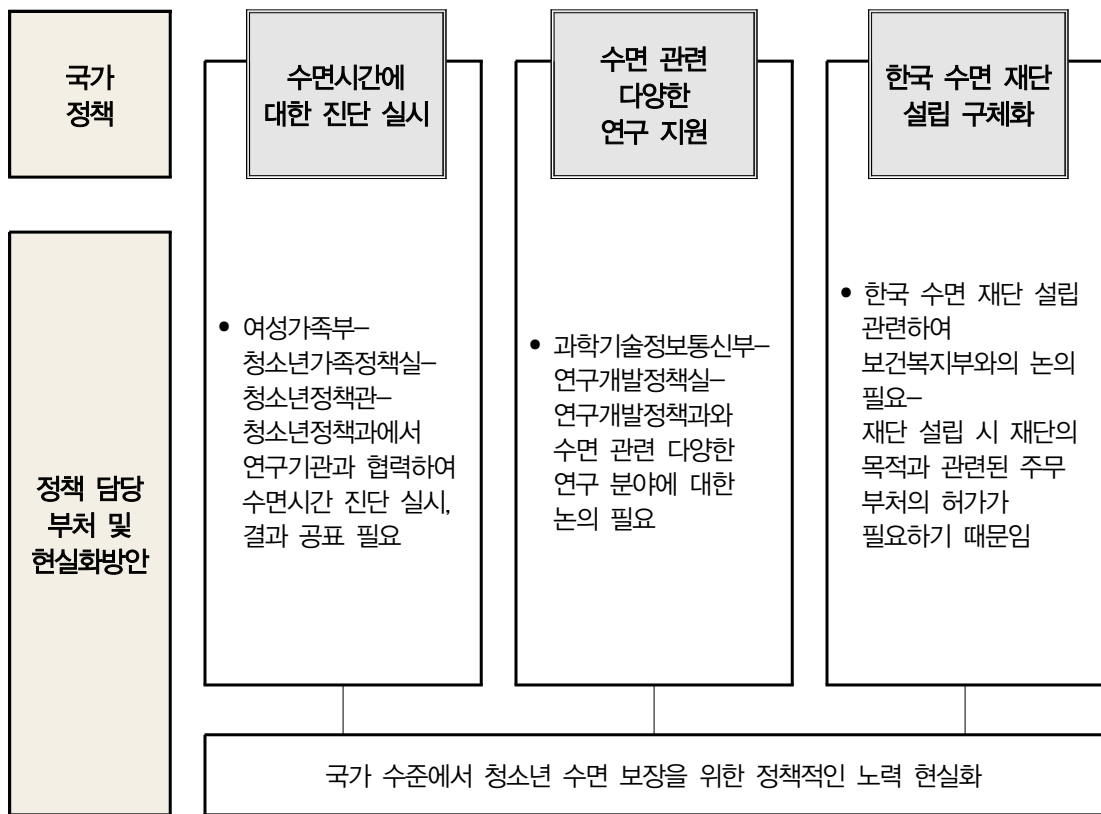 국가
정책
수면시간에
대한 진단 실시
수면 관련
다양한
연구 지원
한국 수면 재단
설립 구체화
정책 담당
부처 및
현실화방안
• 여성가족부–
청소년가족정책실–
청소년정책관–
청소년정책과에서
연구기관과 협력하여
수면시간 진단 실시,
결과 공표 필요
• 과학기술정보통신부–
연구개발정책실–
연구개발정책과와
수면 관련 다양한
연구 분야에 대한
논의 필요
• 한국 수면 재단 설립
관련하여
보건복지부와의 논의
필요–
재단 설립 시 재단의
목적과 관련된 주무
부처의 허가가
필요하기 때문임
국가 수준에서 청소년 수면 보장을 위한 정책적인 노력 현실화